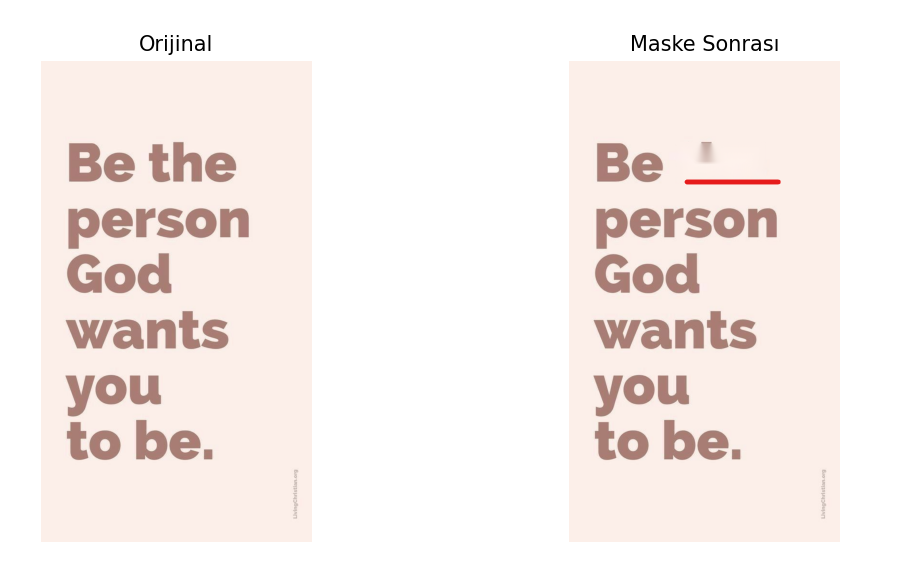 Orijinal
Be the
person
God
wants
you
to be.
LivingChristian.org
Maske Sonrası
Be
person
God
wants
you
to be.
LivingChristian.org